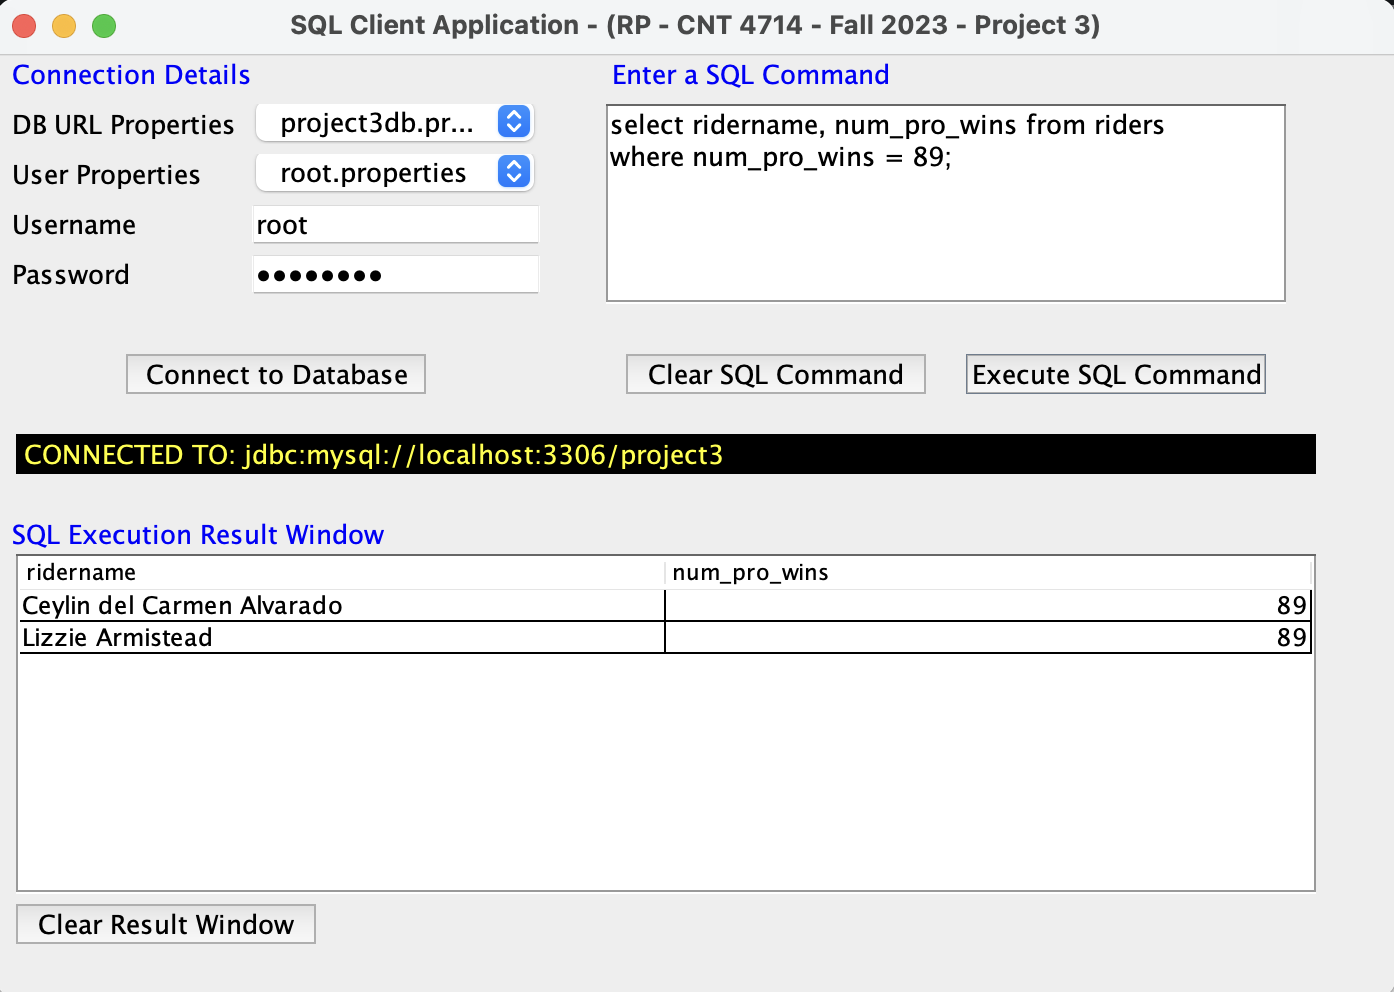 SQL Client Application - (RP - CNT 4714 - Fall 2023 - Project 3)
Connection Details
DB URL Properties
project3db.pr...
User Properties
root.properties
Username
root
Password
Enter a SQL Command
select ridername, num_pro_wins from riders
where num_pro_wins = 89;
Connect to Database
Clear SQL Command
Execute SQL Command
CONNECTED TO: jdbc:mysql://localhost:3306/project3
SQL Execution Result Window
ridername num_pro_wins
Ceylin del Carmen Alvarado 89
Lizzie Armistead 89
Clear Result Window